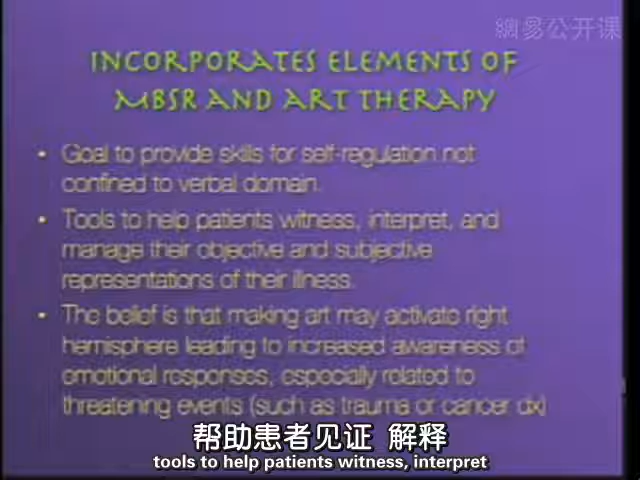 網易公开课
INCORPORATES ELEMENTS OF
MBSR AND ART THERAPY
• Goal to provide skills for self-regulation not
confined to verbal domain.
• Tools to help patients witness, interpret, and
manage their objective and subjective
representations of their illness.
• The belief is that making art may activate right
hemisphere leading to increased awareness of
emotional responses, especially related to
threatening events (such as trauma or cancer dx)
帮助患者见证 解释
tools to help patients witness, interpret